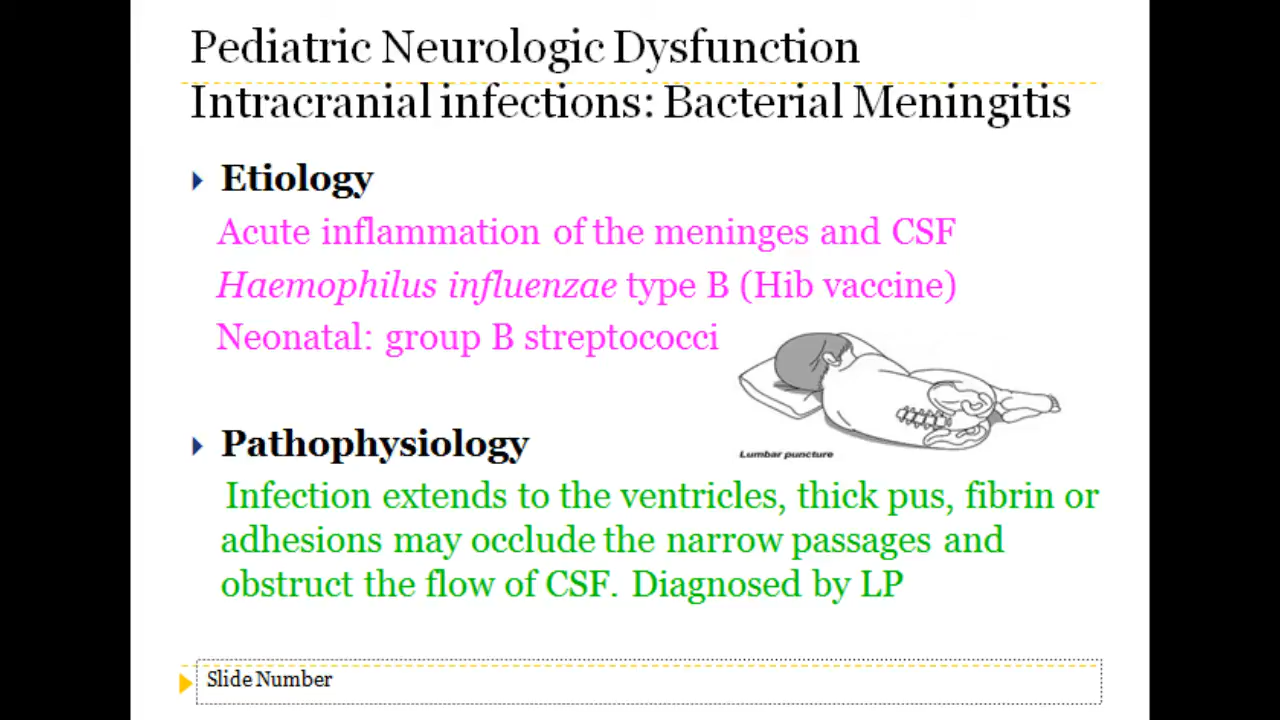 Pediatric Neurologic Dysfunction
Intracranial infections: Bacterial Meningitis
Etiology
Acute inflammation of the meninges and CSF
Haemophilus influenzae type B (Hib vaccine)
Neonatal: group B streptococci
Lumbar puncture
Pathophysiology
Infection extends to the ventricles, thick pus, fibrin or
adhesions may occlude the narrow passages and
obstruct the flow of CSF. Diagnosed by LP
Slide Number